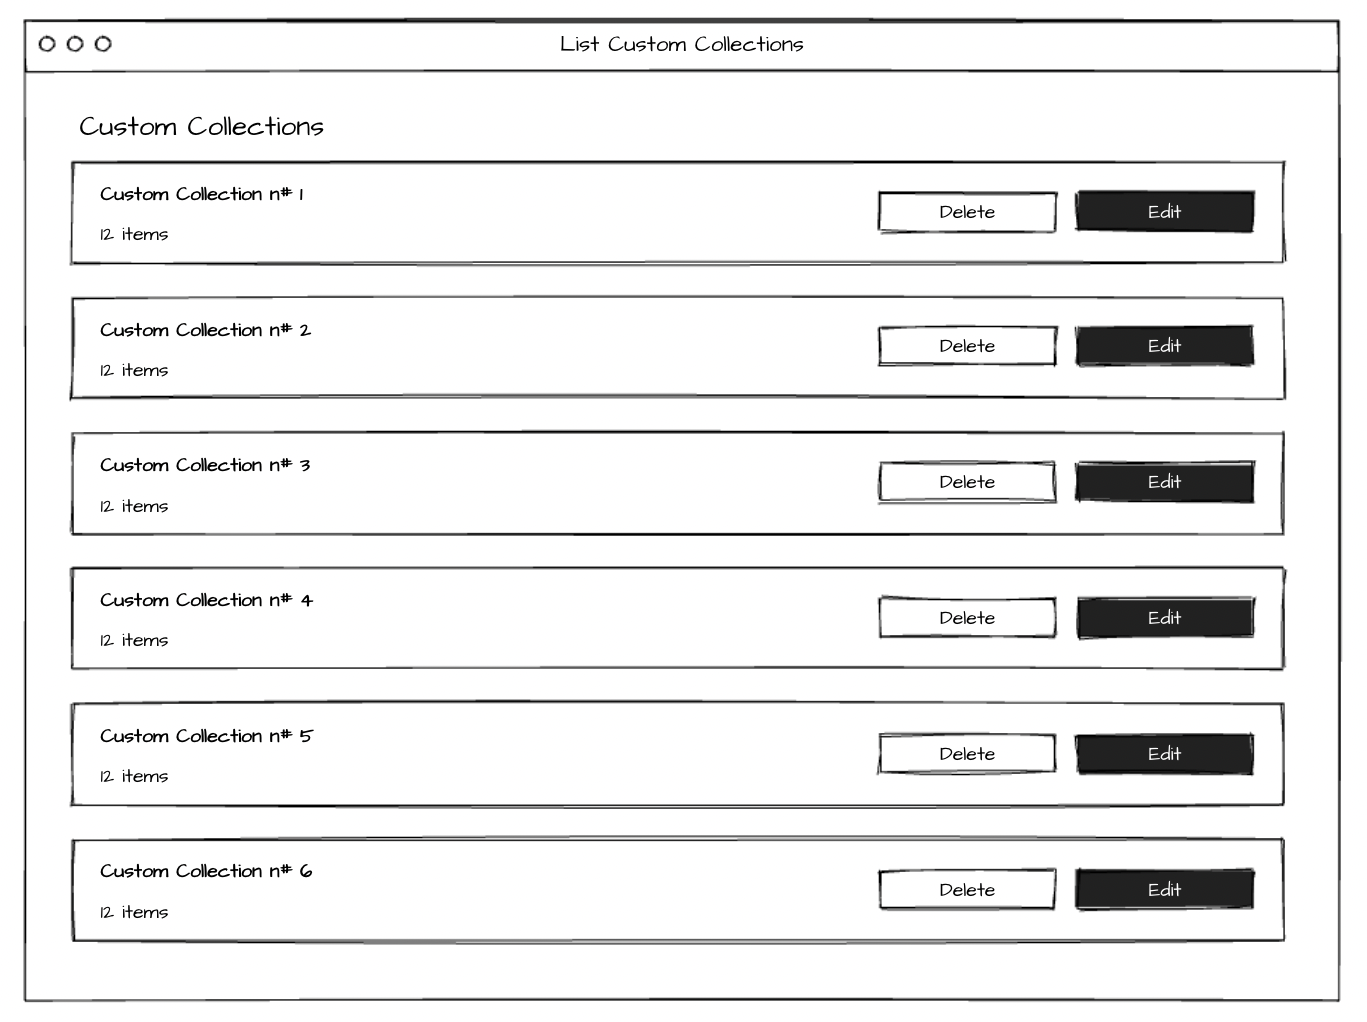 List Custom Collections
Custom Collections
Custom Collection n# 1
Delete
Edit
12 items
Custom Collection n# 2
Delete
Edit
12 items
Custom Collection n# 3
Delete
Edit
12 items
Custom Collection n# 4
Delete
Edit
12 items
Custom Collection n# 5
Delete
Edit
12 items
Custom Collection n# 6
Delete
Edit
12 items